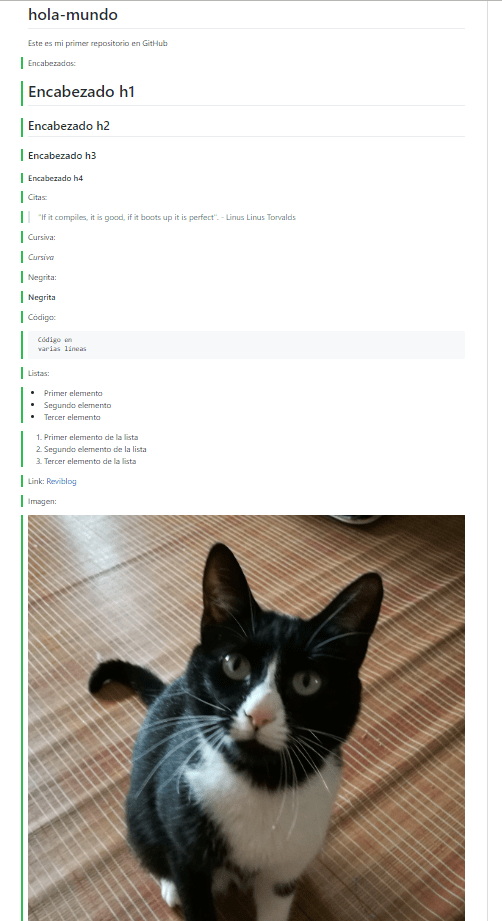 hola-mundo
Este es mi primer repositorio en GitHub
Encabezados:
Encabezado h1
Encabezado h2
Encabezado h3
Encabezado h4
Citas:
"If it compiles, it is good, if it boots up it is perfect". - Linus Linus Torvalds
Cursiva:
Cursiva
Negrita:
Negrita
Código:
Código en
varias líneas
Listas:
• Primer elemento
• Segundo elemento
• Tercer elemento
1. Primer elemento de la lista
2. Segundo elemento de la lista
3. Tercer elemento de la lista
Link: Reviblog
Imagen: